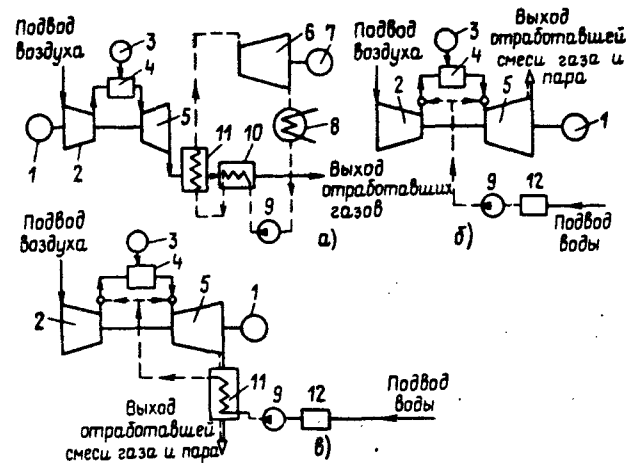 Подвод
воздуха
3
4
1
2
5
11
10
6
7
8
9
Выход
отработавших
газов
а)
Подвод
воздуха
3
4
2
5
Выход
отработавшей
смеси газа и
пара
1
9
12
Подвод
воды
б)
Подвод
воздуха
3
4
2
5
1
11
9
12
Подвод
воды
Выход
отработавшей
смеси газа и пара
в)